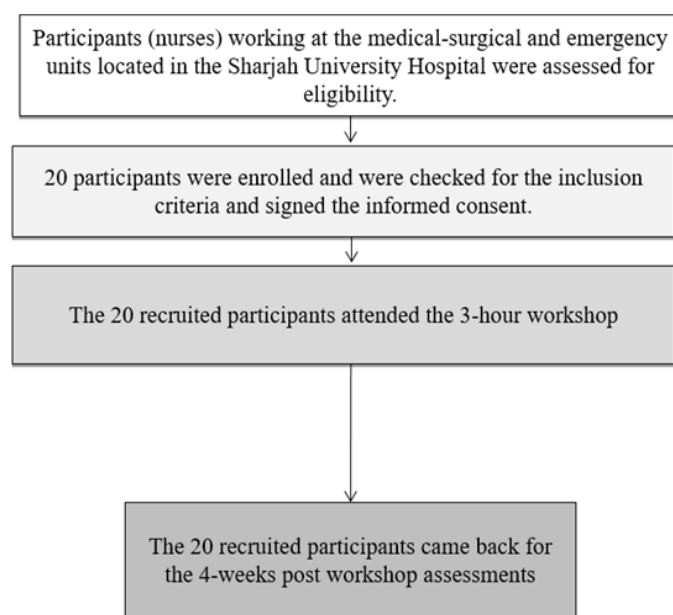 Participants (nurses) working at the medical-surgical and emergency
units located in the Sharjah University Hospital were assessed for
eligibility.
20 participants were enrolled and were checked for the inclusion
criteria and signed the informed consent.
The 20 recruited participants attended the 3-hour workshop
The 20 recruited participants came back for
the 4-weeks post workshop assessments